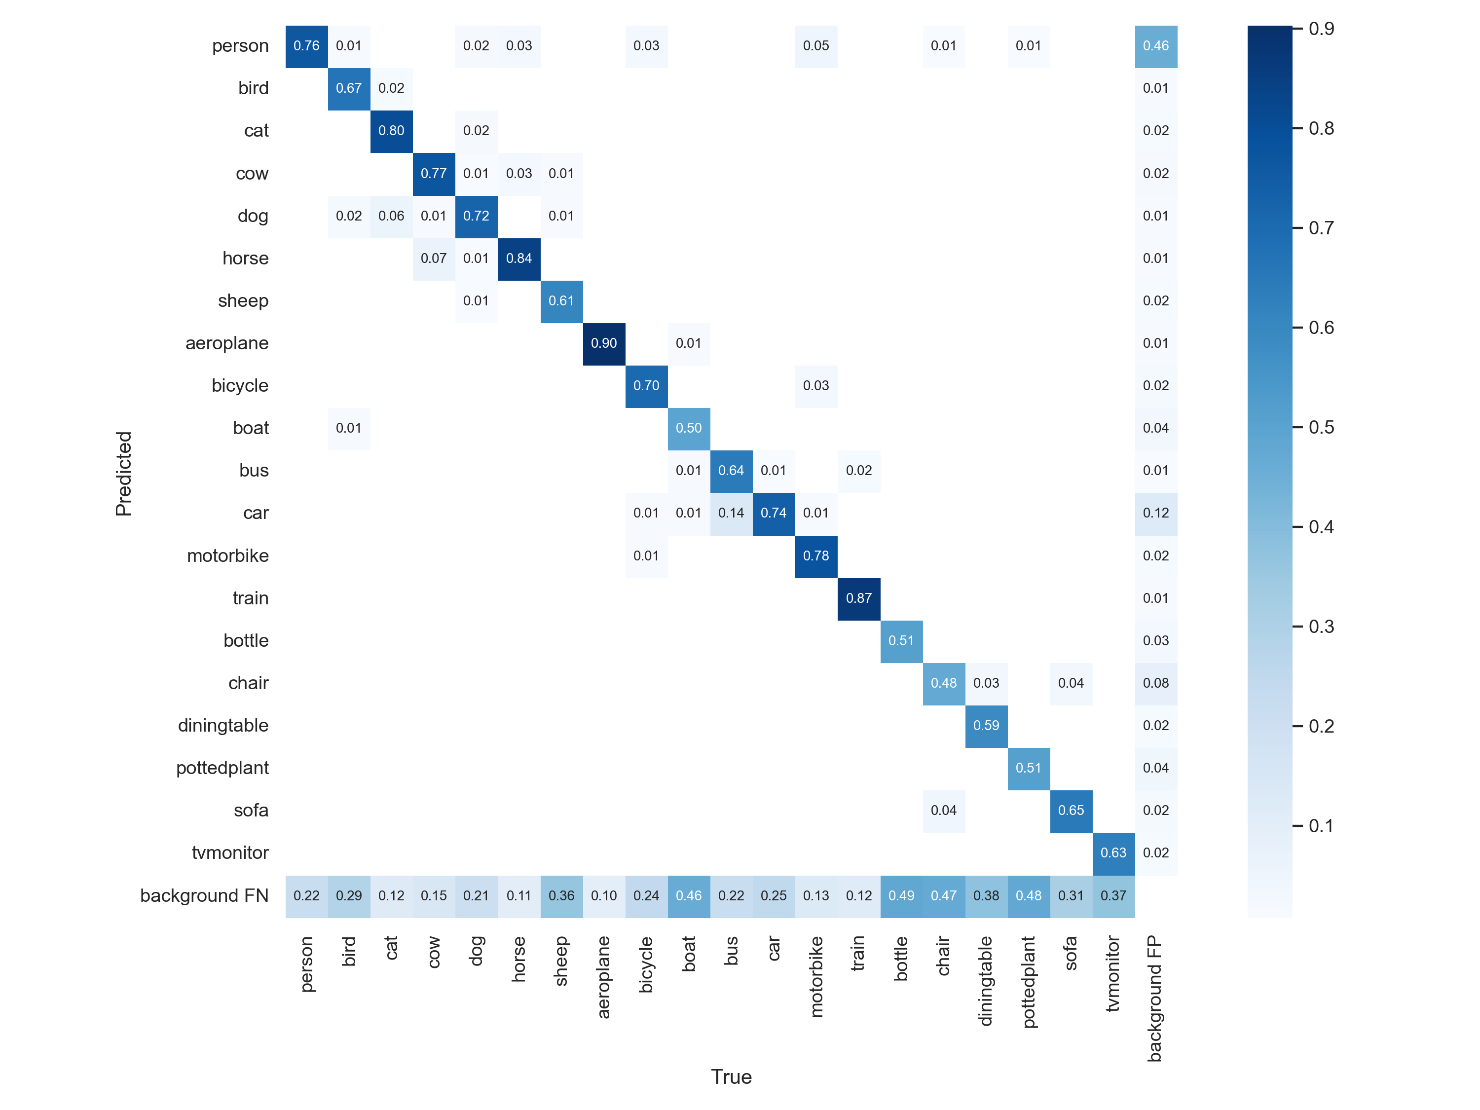 person 0.76 0.01 0.02 0.03 0.03 0.05 0.01 0.01 0.46
bird 0.67 0.02 0.01
cat 0.80 0.02 0.02
cow 0.77 0.01 0.03 0.01 0.02
dog 0.02 0.06 0.01 0.72 0.01 0.01
horse 0.07 0.01 0.84 0.01
sheep 0.01 0.61 0.02
aeroplane 0.90 0.01 0.01
bicycle 0.70 0.03 0.02
boat 0.01 0.50 0.04
bus 0.01 0.64 0.01 0.02 0.01
car 0.01 0.01 0.14 0.74 0.01 0.12
motorbike 0.01 0.78 0.02
train 0.87 0.01
bottle 0.51 0.03
chair 0.48 0.03 0.04 0.08
diningtable 0.59 0.02
pottedplant 0.51 0.04
sofa 0.04 0.65 0.02
tvmonitor 0.63 0.02
background FN 0.22 0.29 0.12 0.15 0.21 0.11 0.36 0.10 0.24 0.46 0.22 0.25 0.13 0.12 0.49 0.47 0.38 0.48 0.31 0.37
person bird cat cow dog horse sheep aeroplane bicycle boat bus car motorbike train bottle chair diningtable pottedplant sofa tvmonitor background FP
True
Predicted
0.9
0.8
0.7
0.6
0.5
0.4
0.3
0.2
0.1